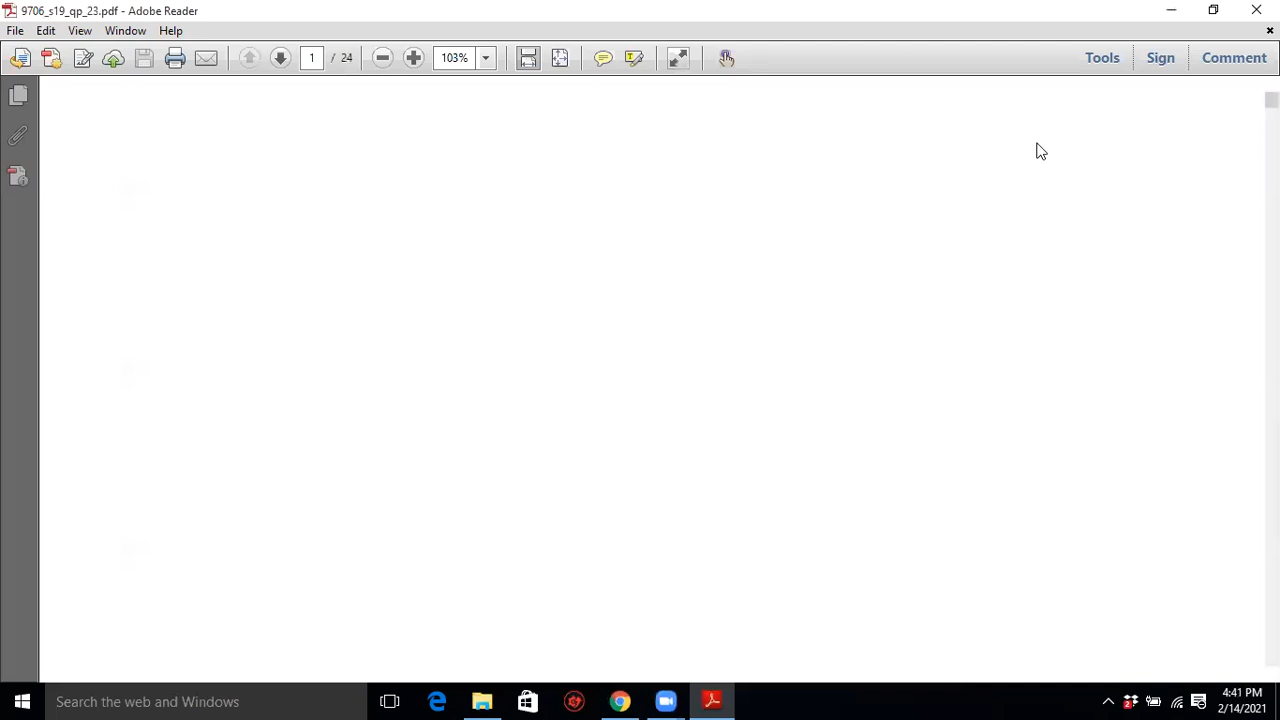 9706_s19_qp_23.pdf - Adobe Reader
File Edit View Window Help
1 / 24 103% Tools Sign Comment
Search the web and Windows
4:41 PM
2/14/2021